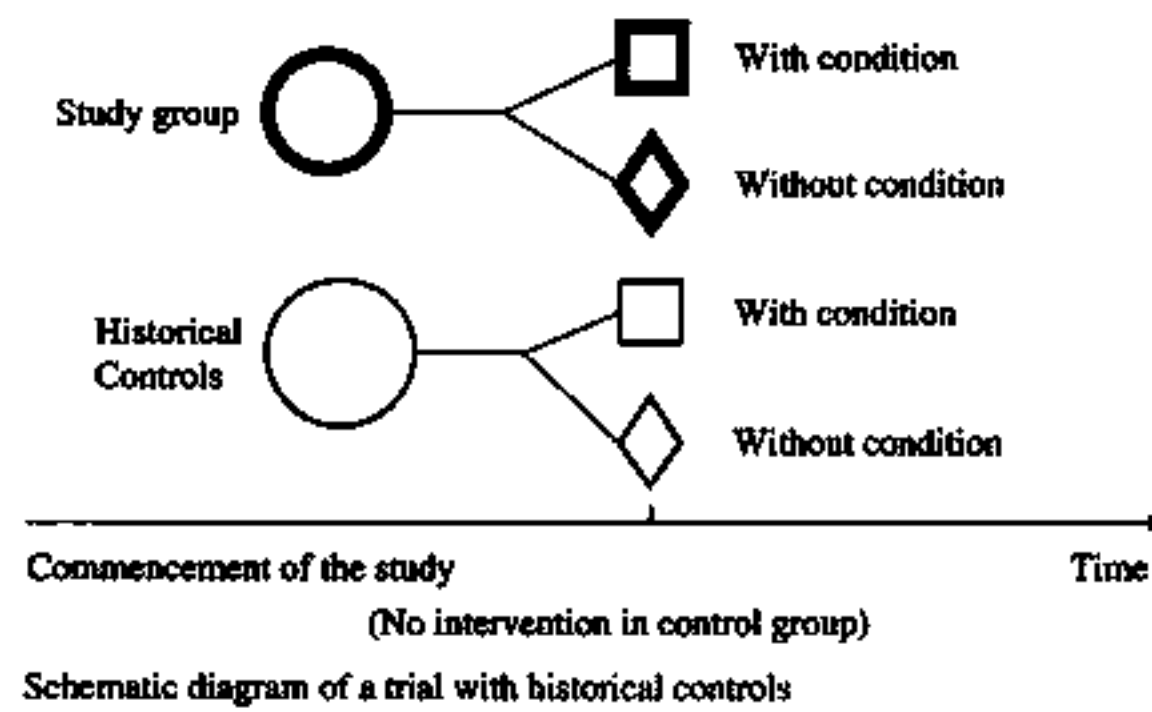 With condition
Study group
Without condition
Historical
Controls
With condition
Without condition
Commencement of the study
Time
(No intervention in control group)
Schematic diagram of a trial with historical controls